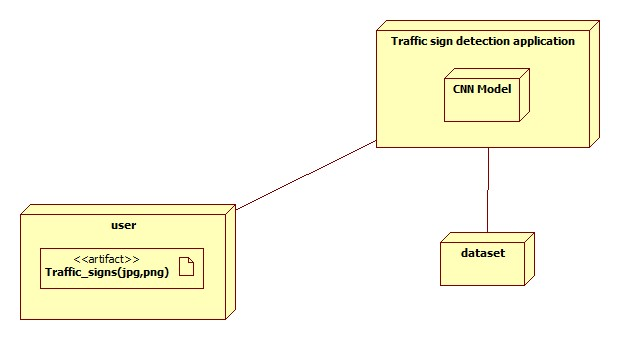 Traffic sign detection application
CNN Model
user
<<artifact>>
Traffic_signs(jpg,png)
dataset